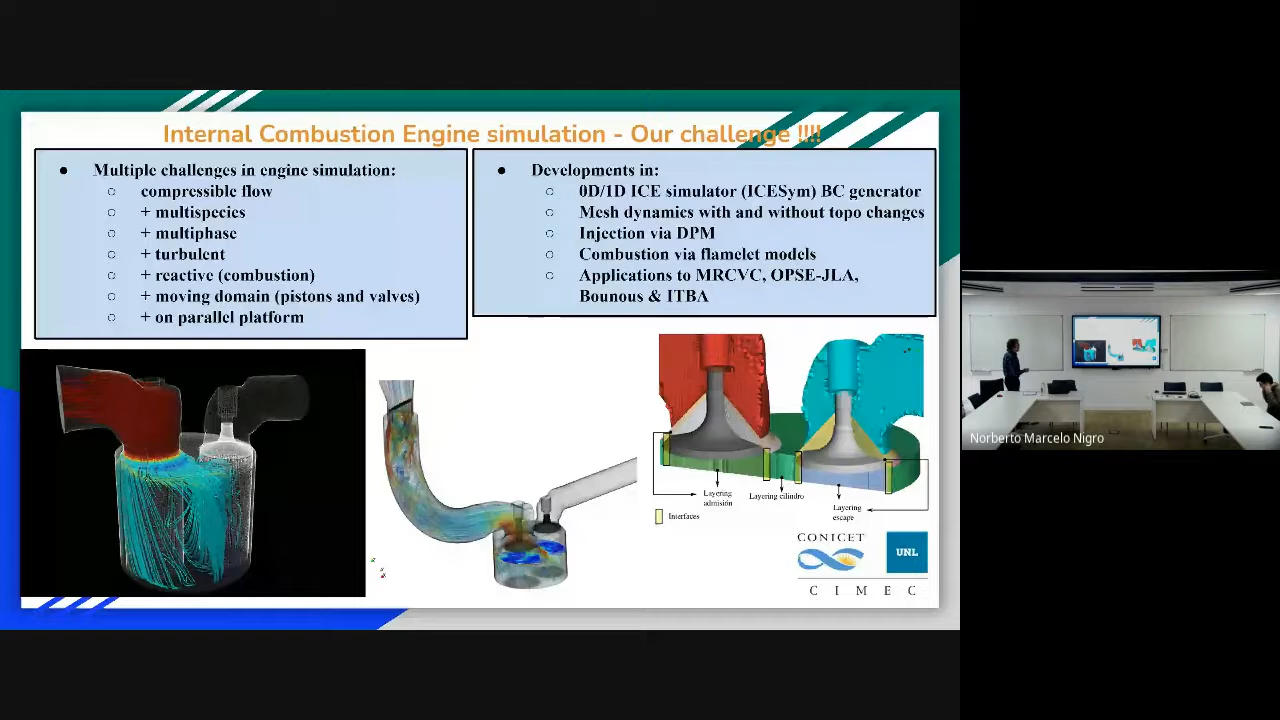 Internal Combustion Engine simulation - Our challenge !!!!
● Multiple challenges in engine simulation:
○ compressible flow
○ + multispecies
○ + multiphase
○ + turbulent
○ + reactive (combustion)
○ + moving domain (pistons and valves)
○ + on parallel platform
● Developments in:
○ 0D/1D ICE simulator (ICESym) BC generator
○ Mesh dynamics with and without topo changes
○ Injection via DPM
○ Combustion via flamelet models
○ Applications to MRCVC, OPSE-JLA,
Bounous & ITBA
Layering
admisión
Layering cilindro
Layering
escape
Interfaces
CONICET
UNL
C I M E C
Norberto Marcelo Nigro